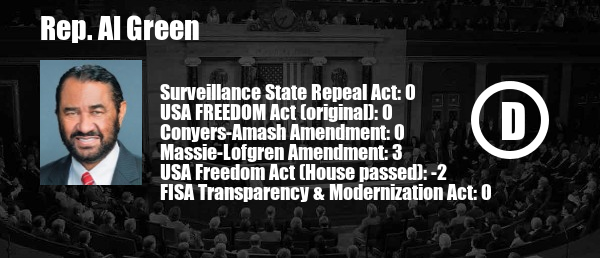 Rep. Al Green
Surveillance State Repeal Act: 0
USA FREEDOM Act (original): 0
Conyers-Amash Amendment: 0
Massie-Lofgren Amendment: 3
USA Freedom Act (House passed): -2
FISA Transparency & Modernization Act: 0
D